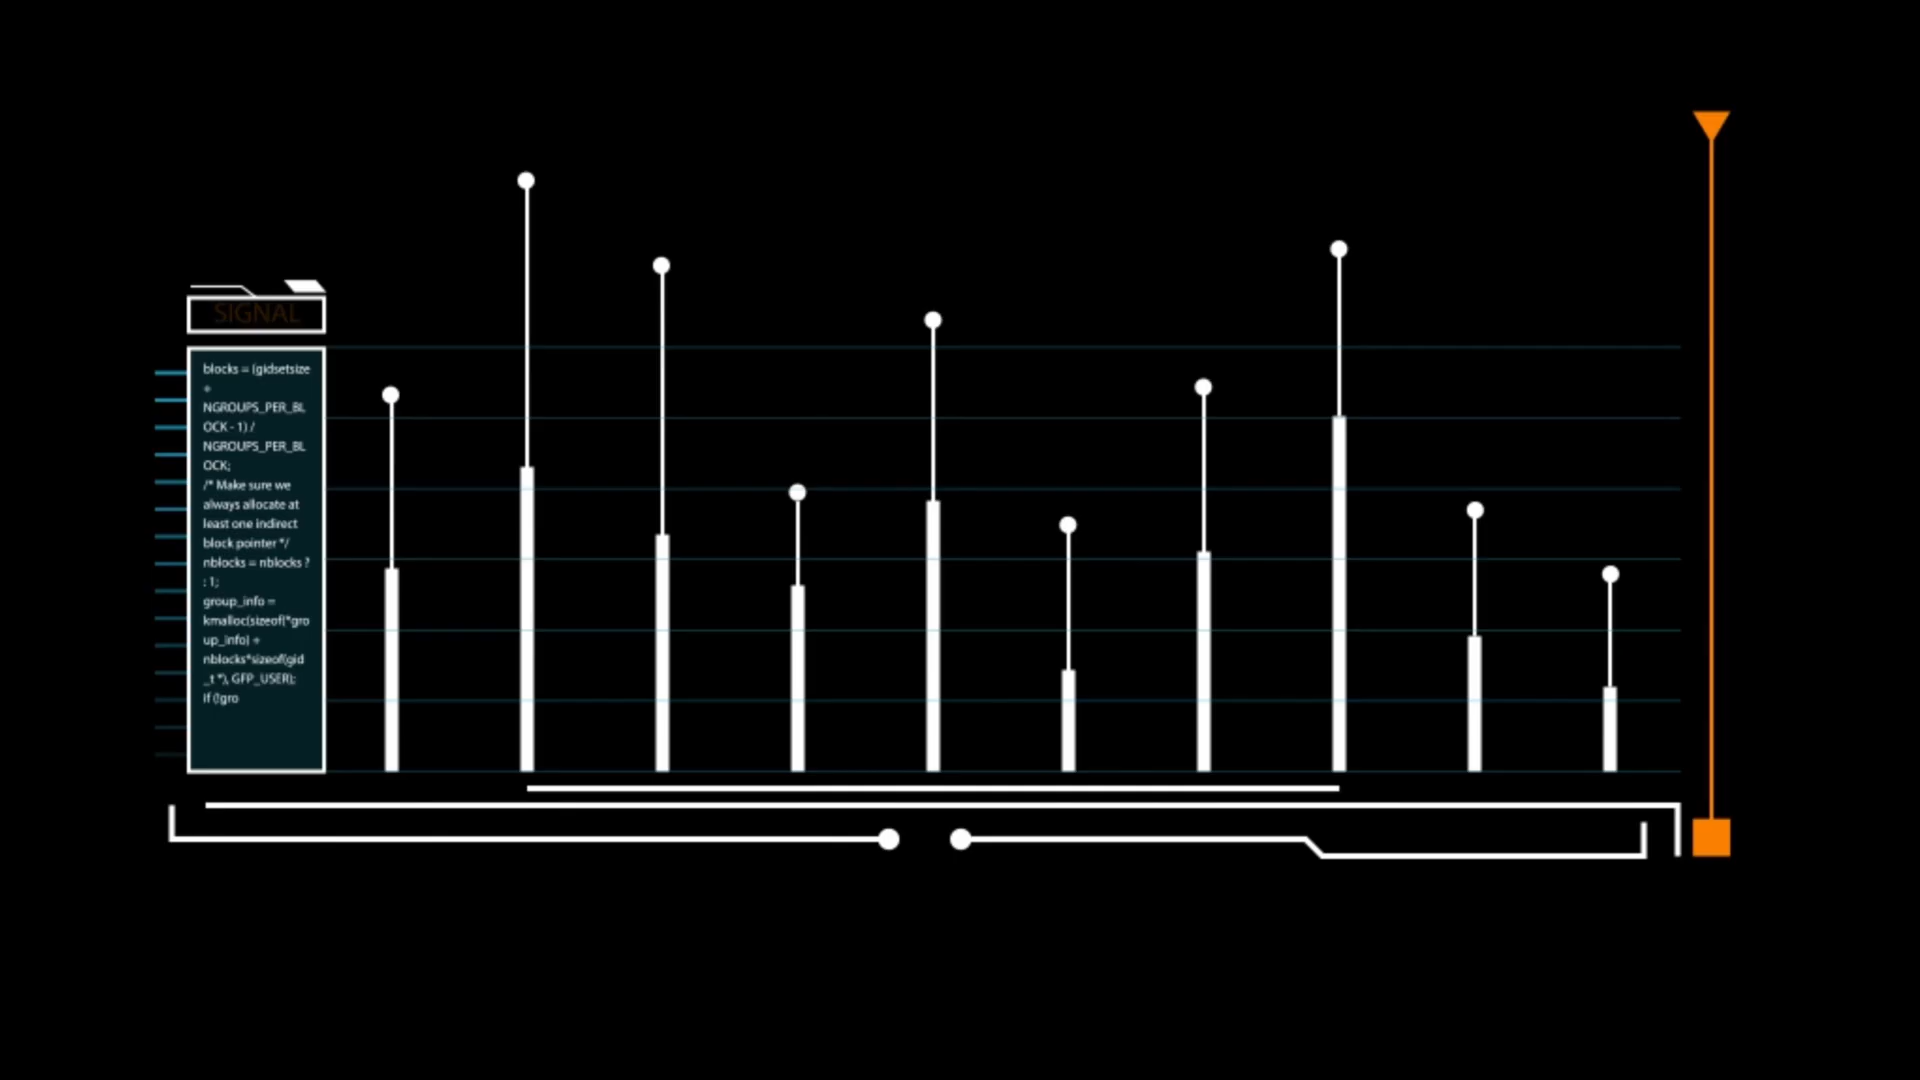 SIGNAL
blocks = (gidsetsize
+
NGROUPS_PER_BL
OCK - 1) /
NGROUPS_PER_BL
OCK;
/* Make sure we
always allocate at
least one indirect
block pointer */
nblocks = nblocks ?
: 1;
group_info =
kmalloc(sizeof(*gro
up_info) +
nblocks*sizeof(gid
_t *), GFP_USER);
if (!gro